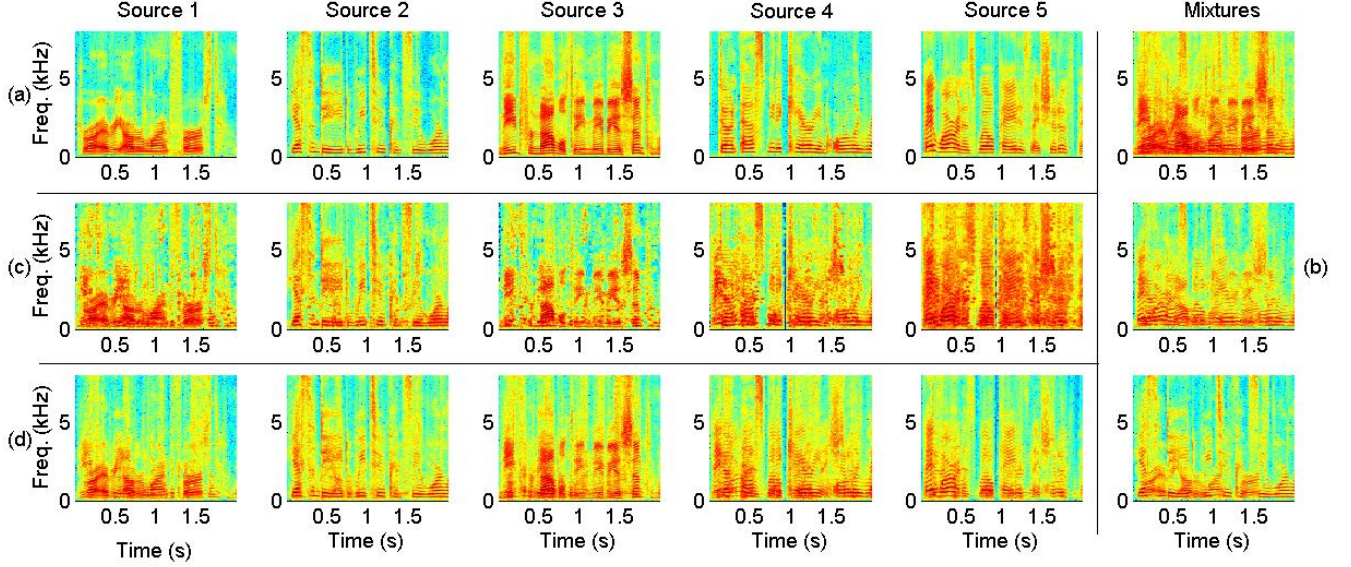 Source 1 Source 2 Source 3 Source 4 Source 5 Mixtures
(a) Freq. (kHz) 5 0 5 0 5 0 5 0 5 0 5 0
0.5 1 1.5 0.5 1 1.5 0.5 1 1.5 0.5 1 1.5 0.5 1 1.5 0.5 1 1.5
(c) Freq. (kHz) 5 0 5 0 5 0 5 0 5 0 5 0 (b)
0.5 1 1.5 0.5 1 1.5 0.5 1 1.5 0.5 1 1.5 0.5 1 1.5 0.5 1 1.5
(d) Freq. (kHz) 5 0 5 0 5 0 5 0 5 0 5 0
0.5 1 1.5 0.5 1 1.5 0.5 1 1.5 0.5 1 1.5 0.5 1 1.5 0.5 1 1.5
Time (s) Time (s) Time (s) Time (s) Time (s) Time (s)